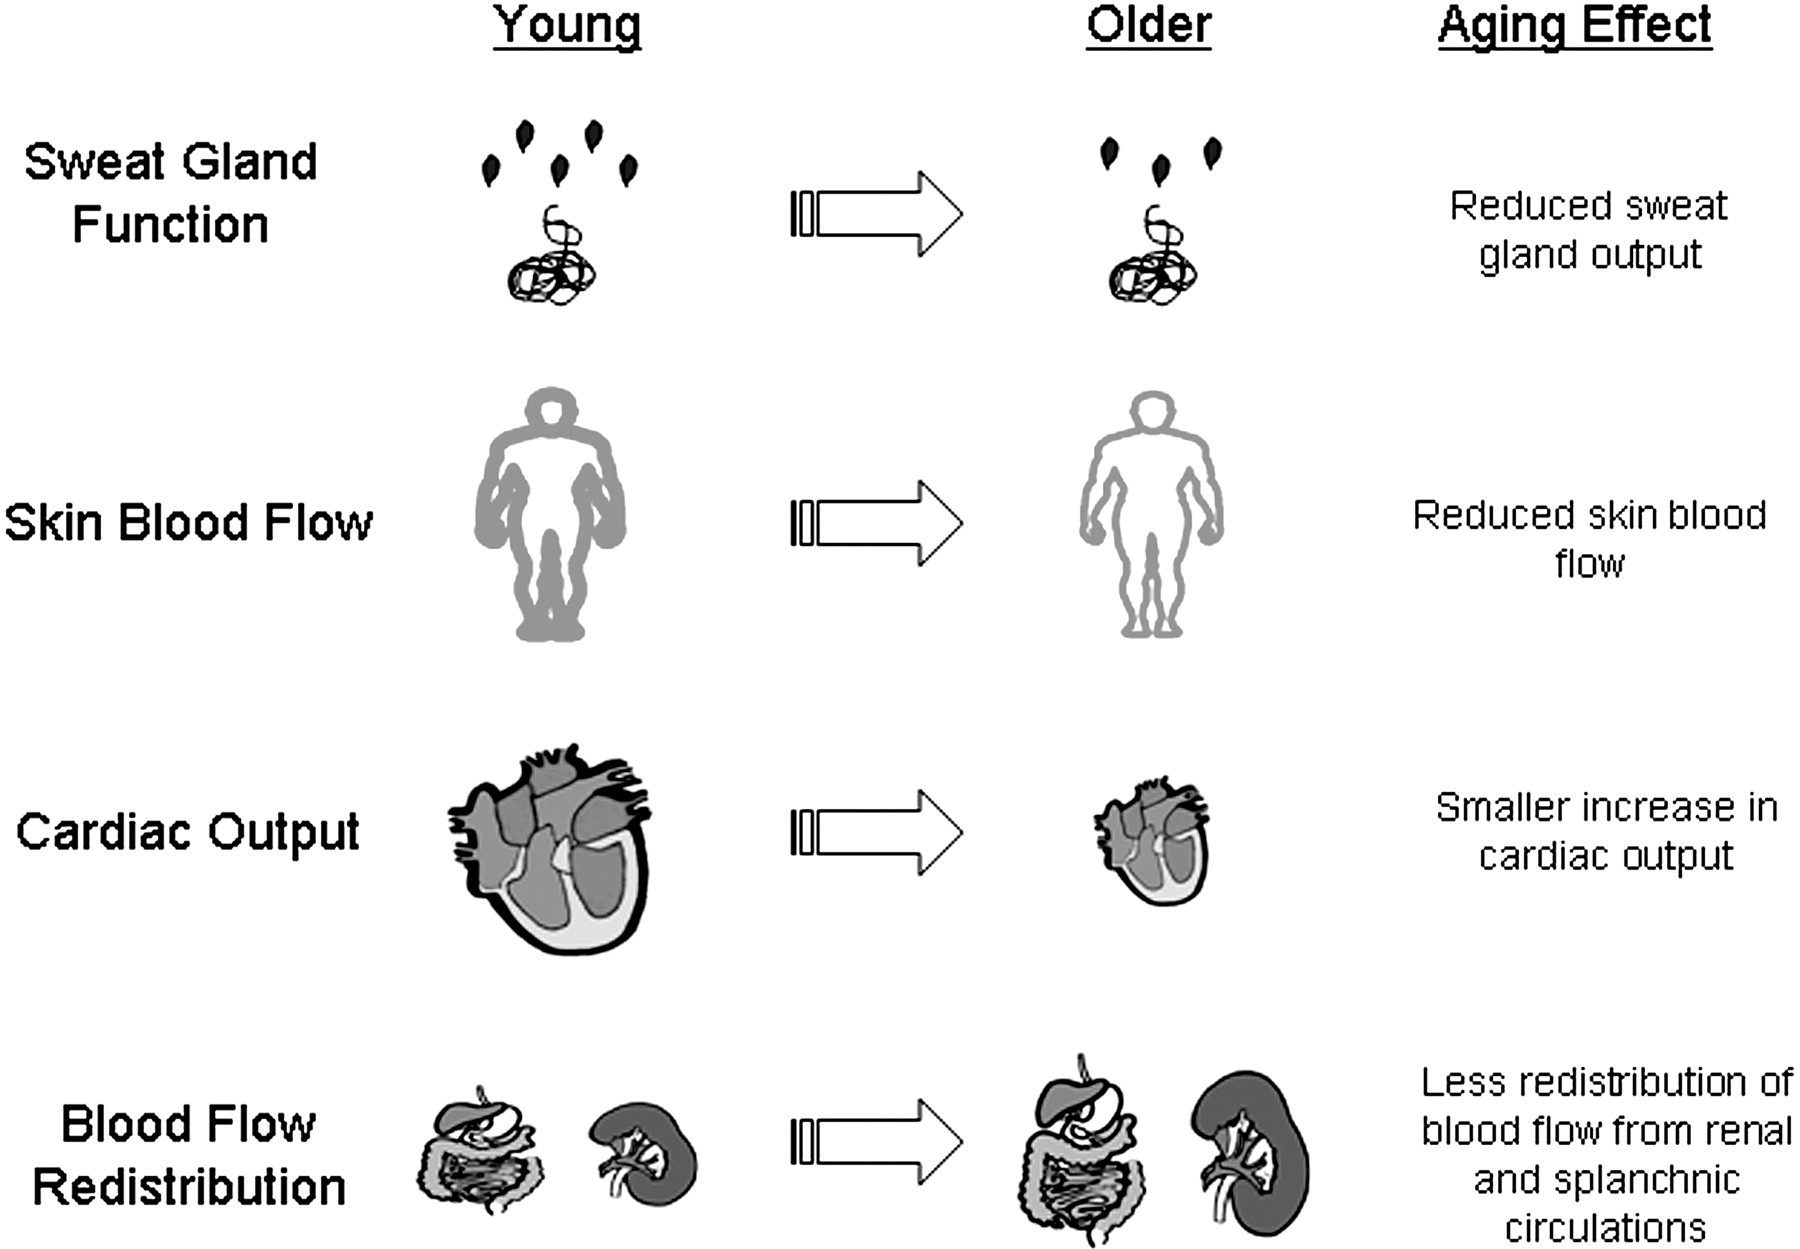 Young
Older
Aging Effect
Sweat Gland
Function
Reduced sweat
gland output
Skin Blood Flow
Reduced skin blood
flow
Cardiac Output
Smaller increase in
cardiac output
Blood Flow
Redistribution
Less redistribution of
blood flow from renal
and splanchnic
circulations